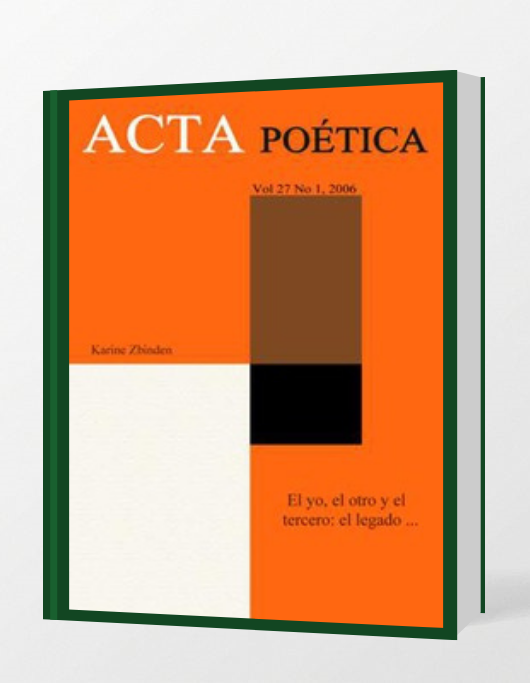 ACTA POÉTICA
Vol 27 No 1, 2006
Karine Zbinden
El yo, el otro y el
tercero: el legado ...